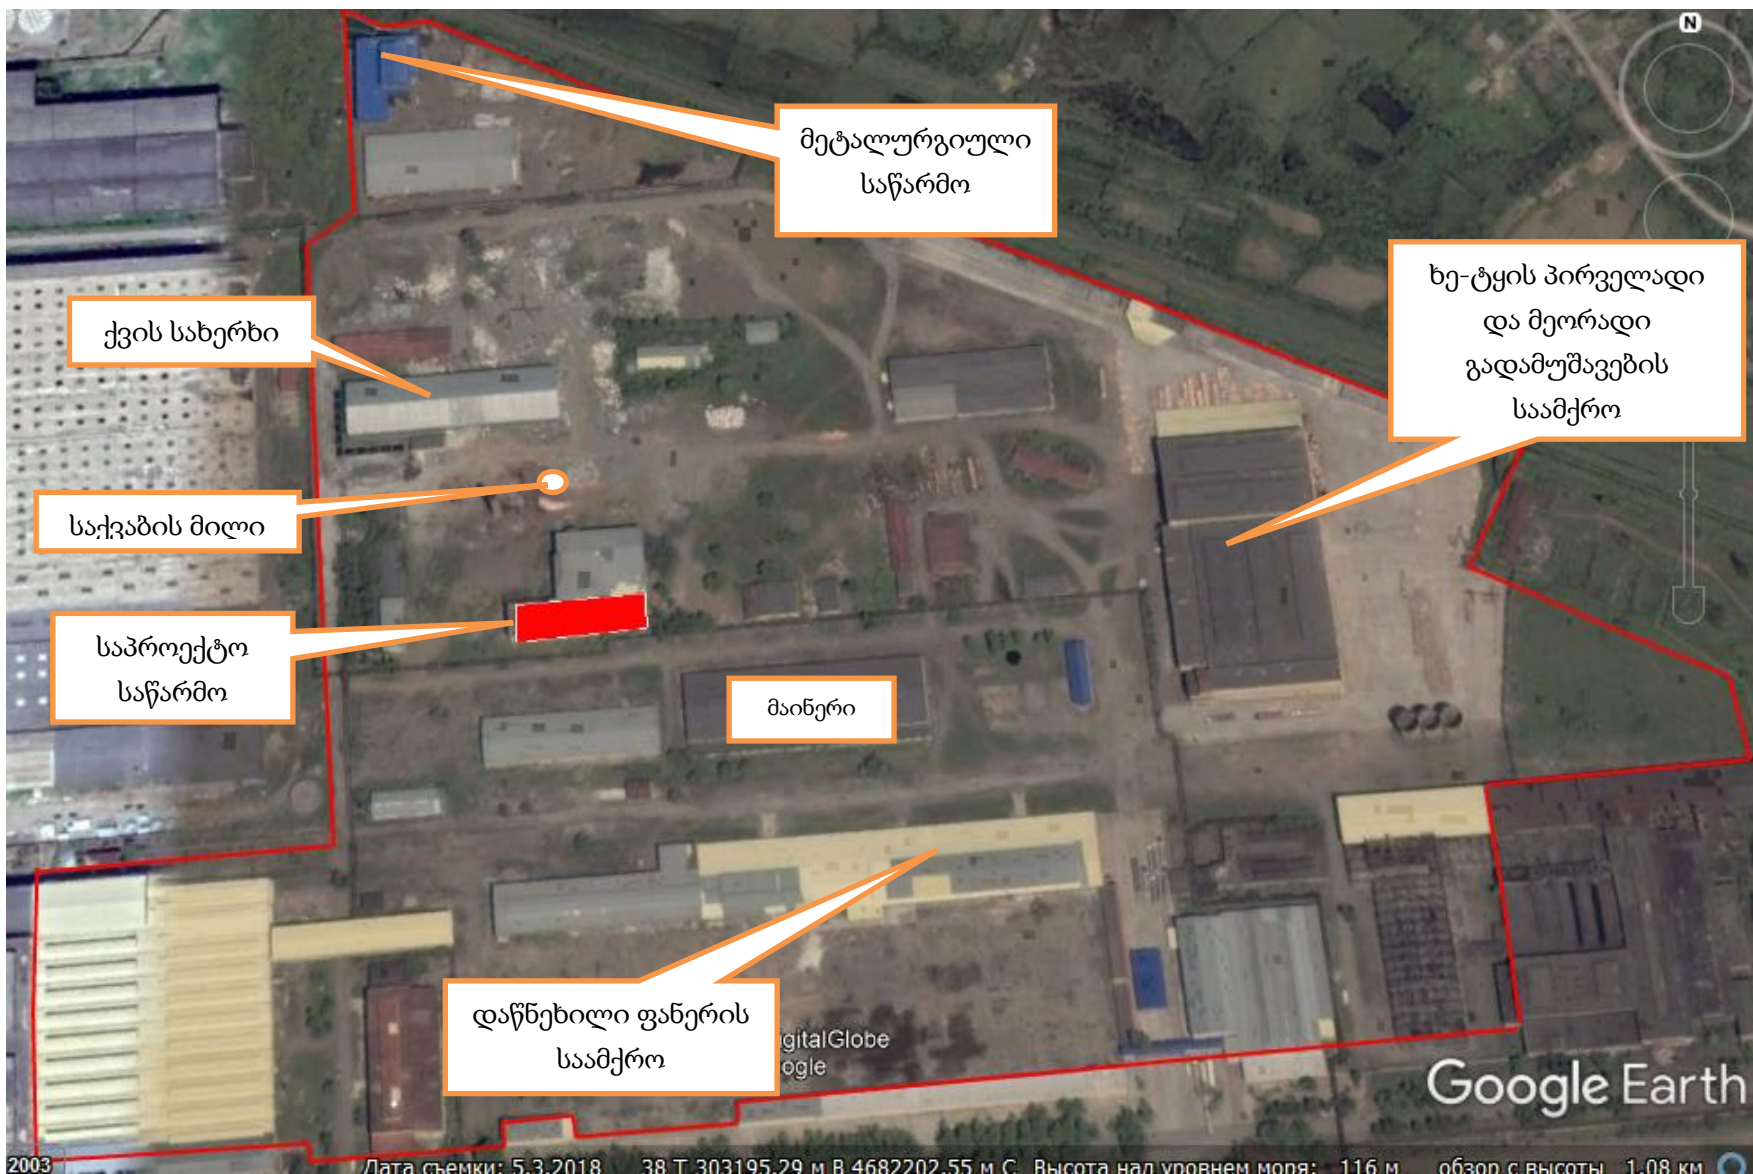 N
მეტალურგიული
საწარმო
ხე-ტყის პირველადი
და მეორადი
გადამუშავების
საამქრო
ქვის სახერხი
საქვაბის მილი
საპროექტო
საწარმო
მაინერი
დაწნეხილი ფანერის
საამქრო
gitalGlobe
ogle
Google Earth
2003
Дата съемки: 5.3.2018 38 T 303195.29 м В 4682202.55 м С Высота над уровнем моря: 116 м обзор с высоты 1.08 км